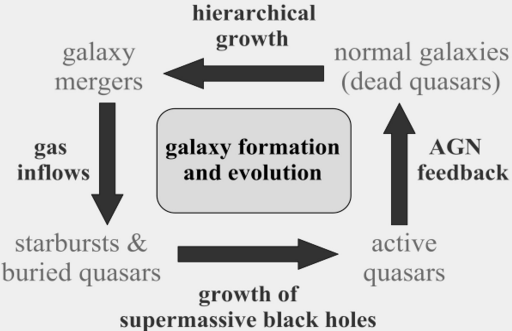 hierarchical
growth
galaxy
mergers
normal galaxies
(dead quasars)
gas
inflows
galaxy formation
and evolution
AGN
feedback
starbursts &
buried quasars
active
quasars
growth of
supermassive black holes